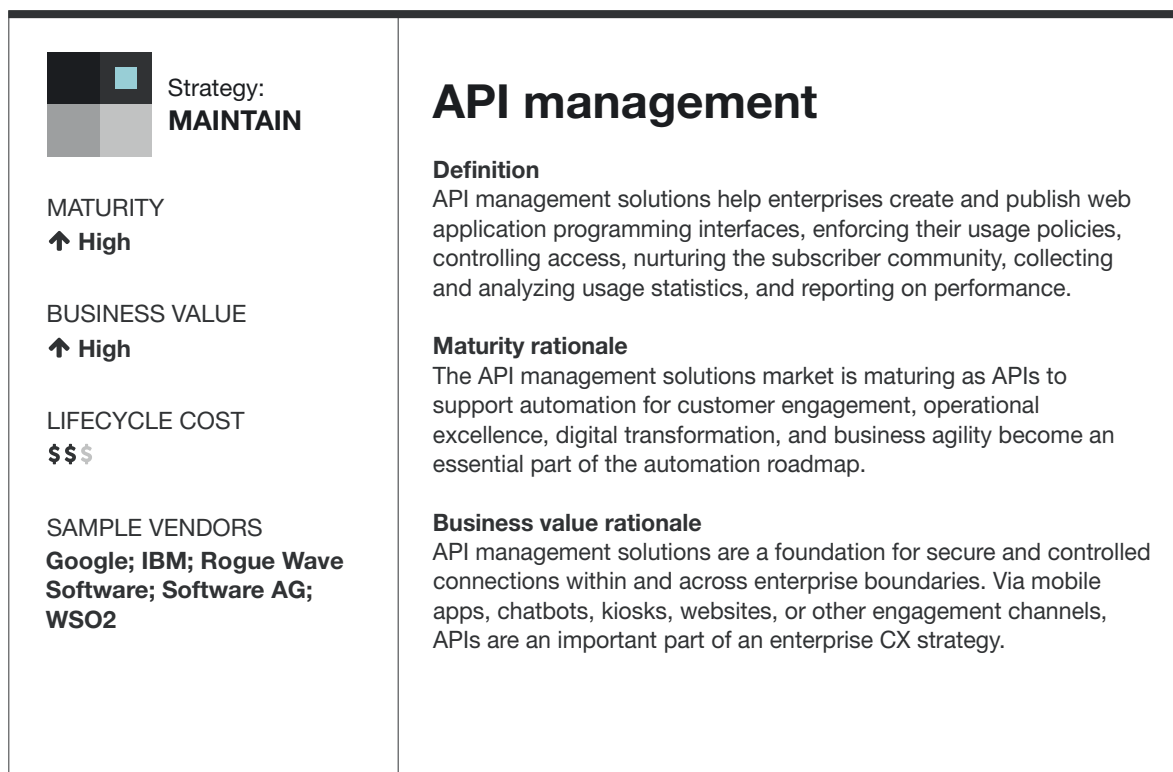 Strategy:
MAINTAIN
MATURITY
↑ High
BUSINESS VALUE
↑ High
LIFECYCLE COST
$$$
SAMPLE VENDORS
Google; IBM; Rogue Wave
Software; Software AG;
WSO2
API management
Definition
API management solutions help enterprises create and publish web
application programming interfaces, enforcing their usage policies,
controlling access, nurturing the subscriber community, collecting
and analyzing usage statistics, and reporting on performance.
Maturity rationale
The API management solutions market is maturing as APIs to
support automation for customer engagement, operational
excellence, digital transformation, and business agility become an
essential part of the automation roadmap.
Business value rationale
API management solutions are a foundation for secure and controlled
connections within and across enterprise boundaries. Via mobile
apps, chatbots, kiosks, websites, or other engagement channels,
APIs are an important part of an enterprise CX strategy.